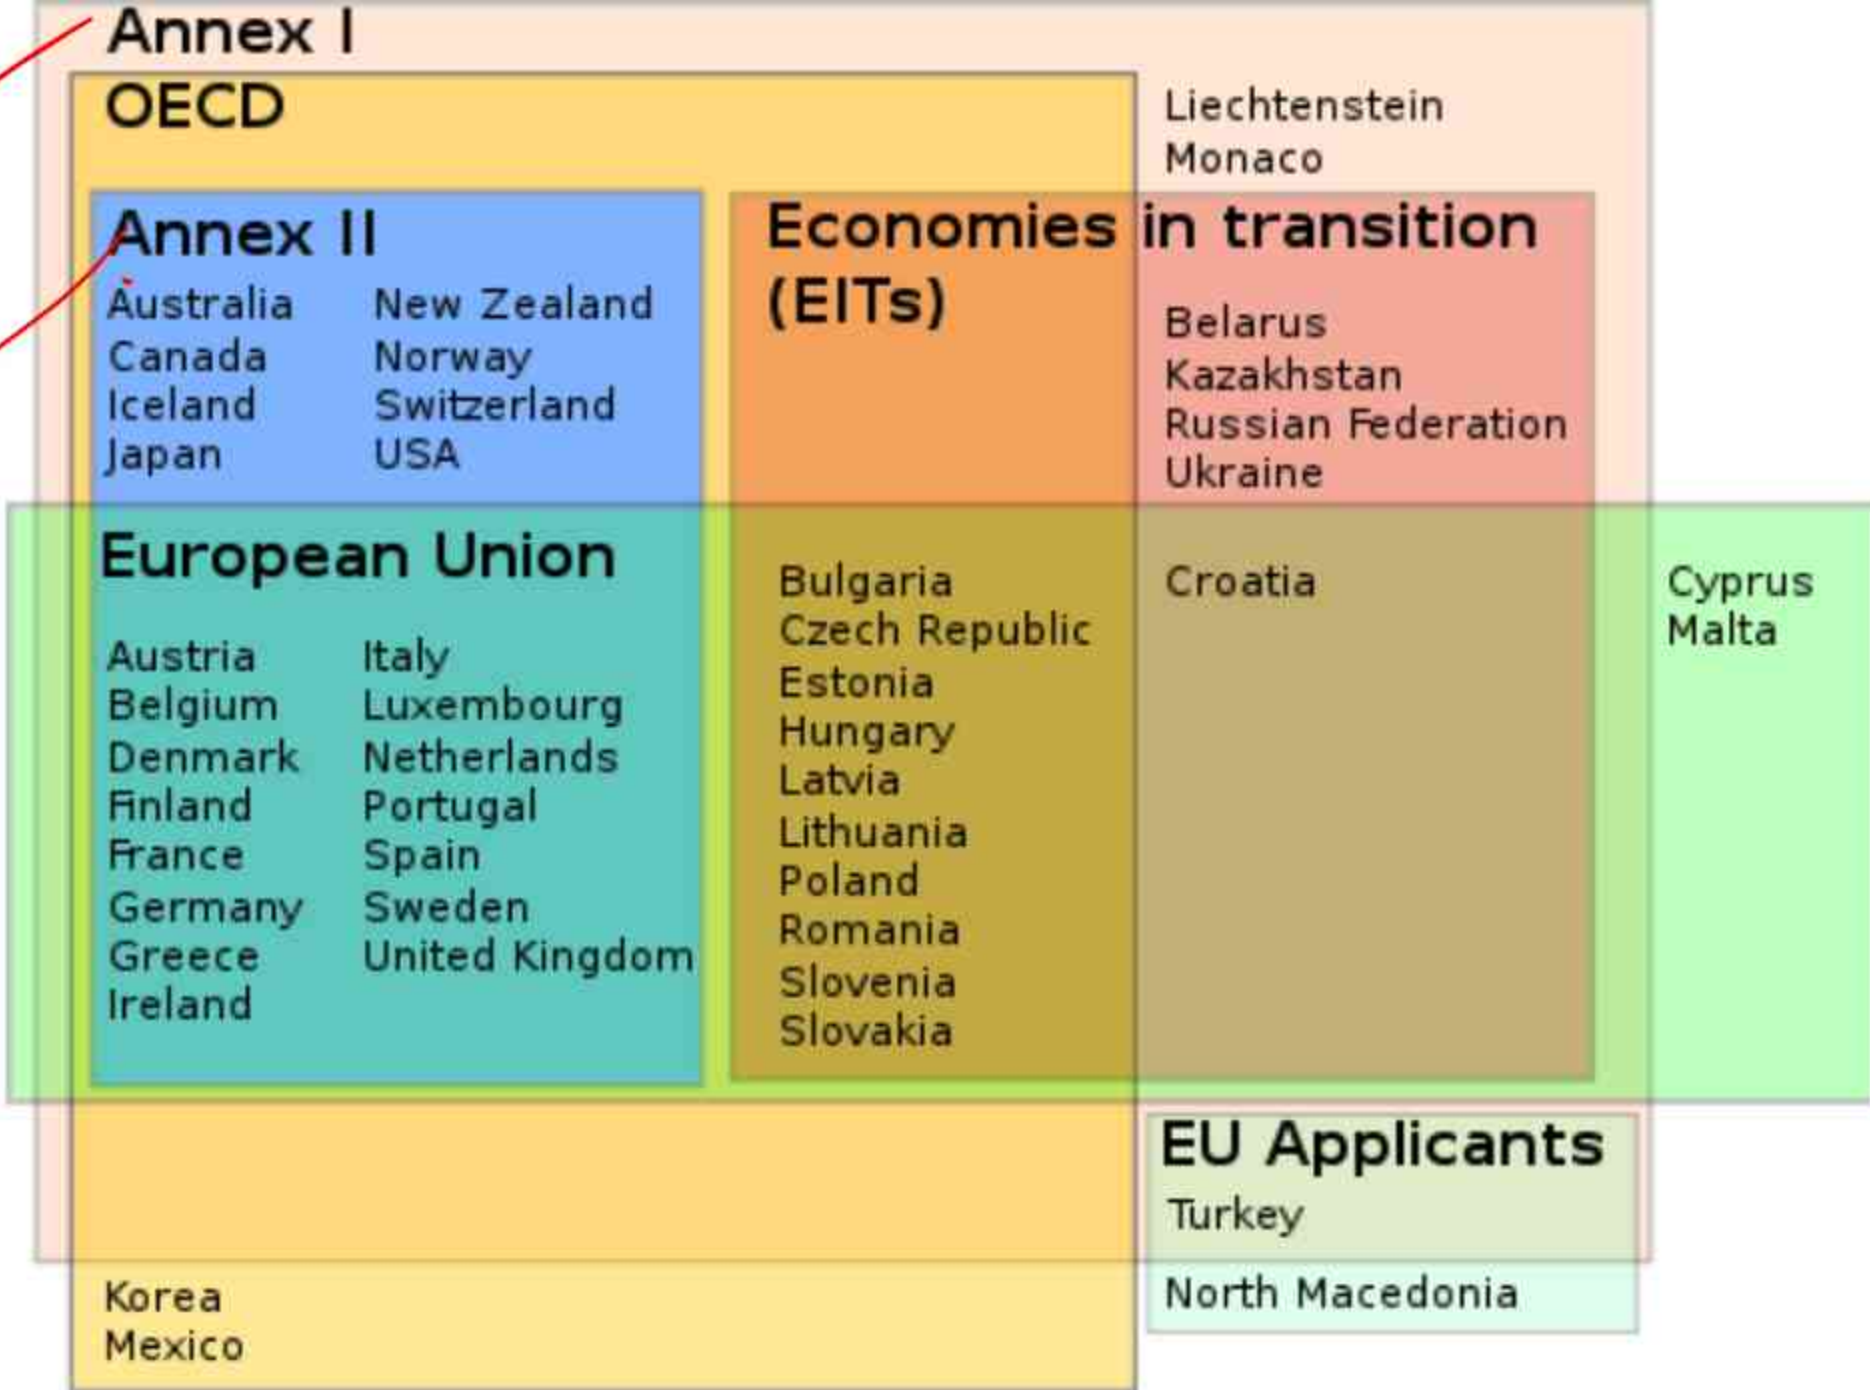 Annex I
OECD
Liechtenstein
Monaco
Annex II
Australia
Canada
Iceland
Japan
New Zealand
Norway
Switzerland
USA
Economies in transition
(EITs)
Belarus
Kazakhstan
Russian Federation
Ukraine
European Union
Austria
Belgium
Denmark
Finland
France
Germany
Greece
Ireland
Italy
Luxembourg
Netherlands
Portugal
Spain
Sweden
United Kingdom
Bulgaria
Czech Republic
Estonia
Hungary
Latvia
Lithuania
Poland
Romania
Slovenia
Slovakia
Croatia
Cyprus
Malta
EU Applicants
Turkey
North Macedonia
Korea
Mexico